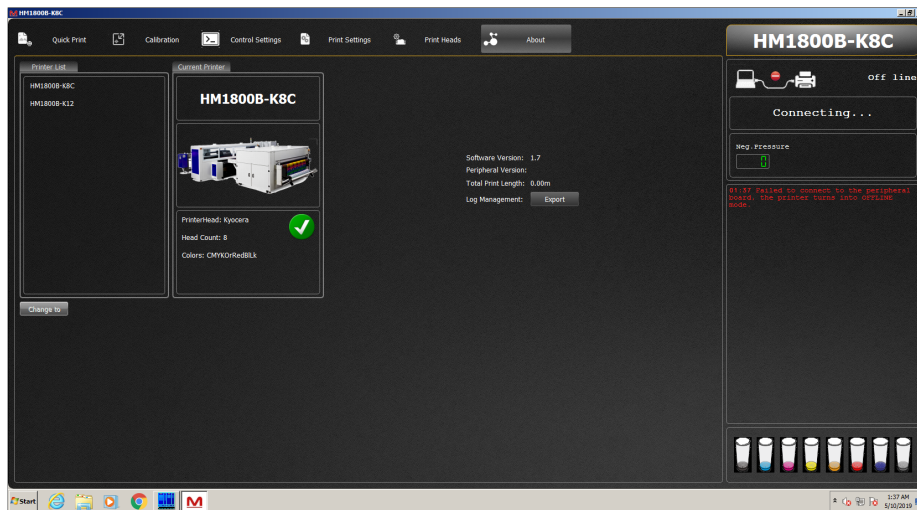 HM1800B-K8C
Quick Print
Calibration
Control Settings
Print Settings
Print Heads
About
HM1800B-K8C
Printer List
Current Printer
HM1800B-K8C
HM1800B-K12
HM1800B-K8C
PrinterHead: Kyocera
Head Count: 8
Colors: CMYKOrRedBlLk
Change to
Software Version: 1.7
Peripheral Version:
Total Print Length: 0.00m
Log Management: Export
Off line
Connecting...
Neg.Pressure
0
01:37 Failed to connect to the peripheral
board, the printer turns into OFFLINE
mode.
Start
1:37 AM
5/10/2019